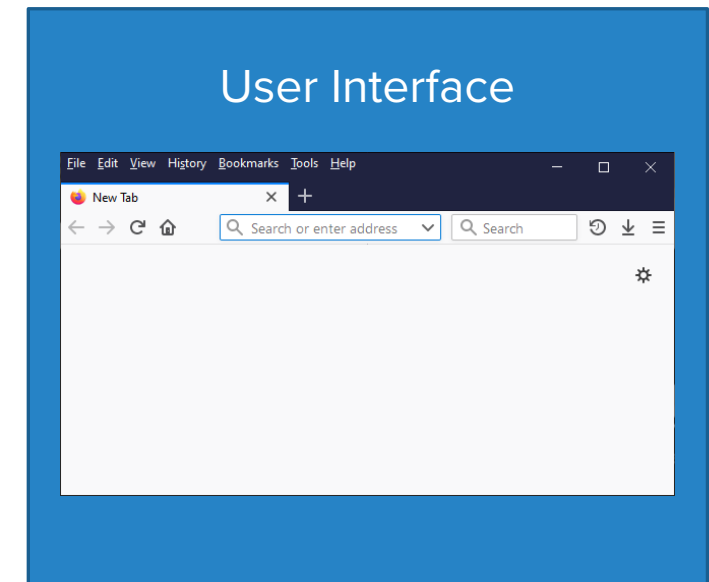 User Interface
File Edit View History Bookmarks Tools Help
New Tab
Search or enter address Search